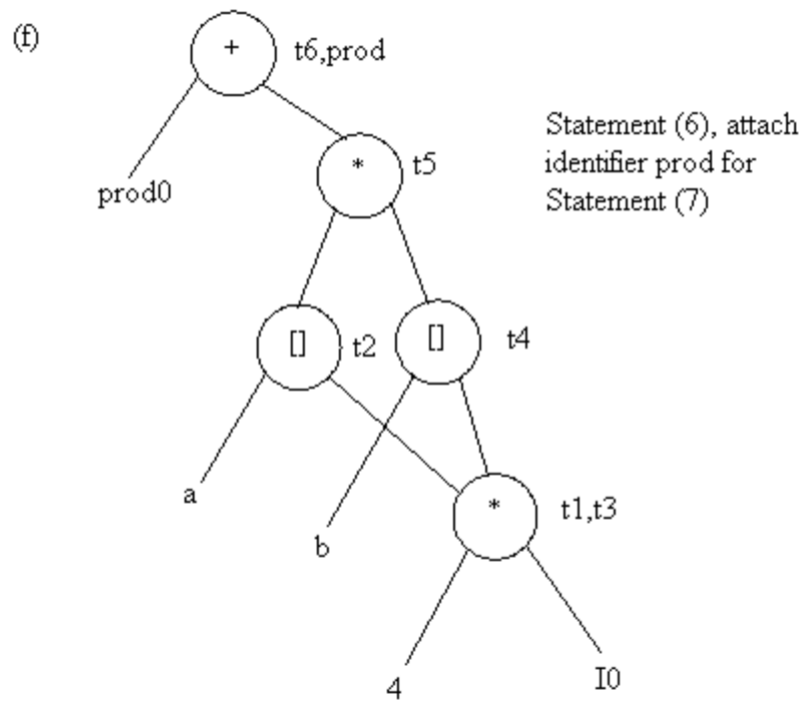 (f)
+
t6,prod
Statement (6), attach
identifier prod for
Statement (7)
*
t5
prod0
[]
t2
[]
t4
a
b
*
t1,t3
4
I0